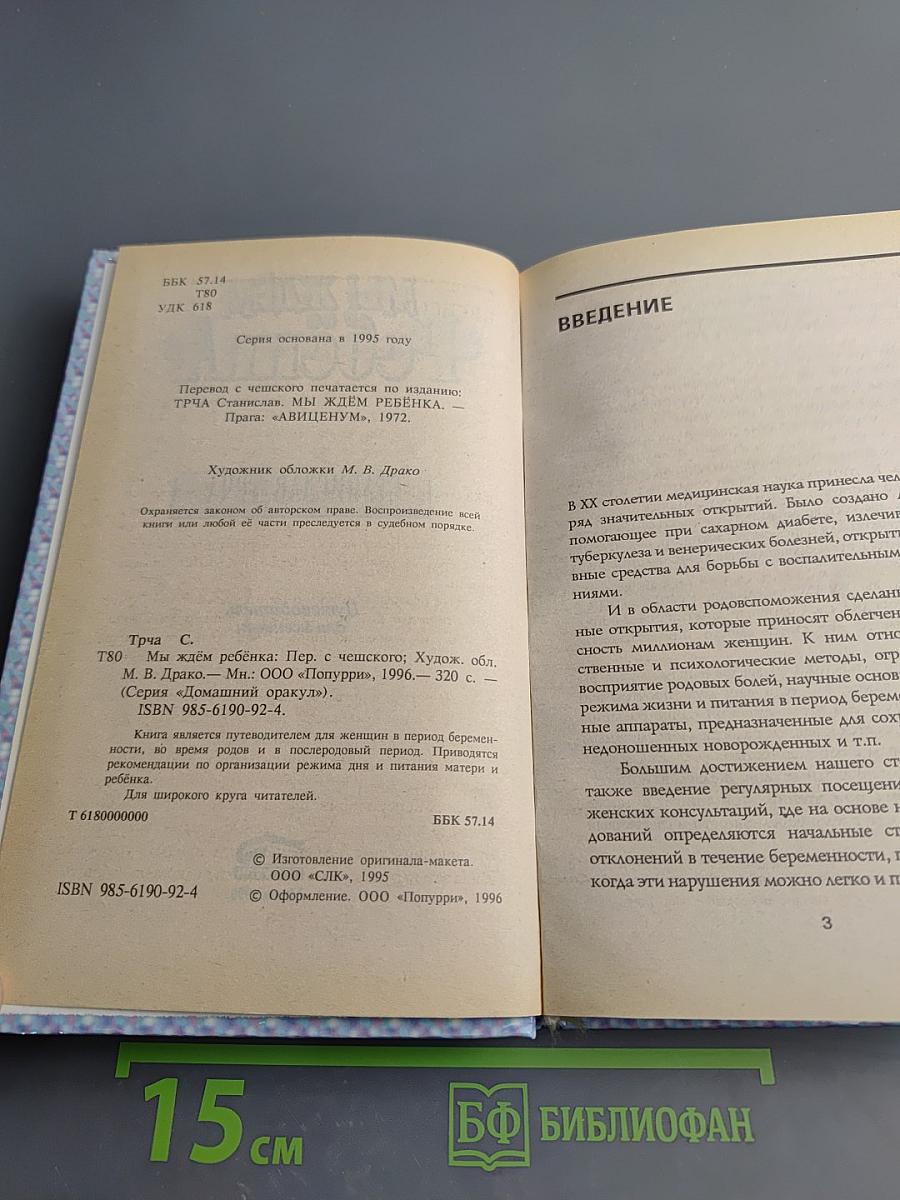 ББК 57.14
Т80
УДК 618
Серия основана в 1995 году
Перевод с чешского печатается по изданию:
ТРЧА Станислав. МЫ ЖДЁМ РЕБЁНКА. —
Прага: «АВИЦЕНУМ», 1972.
Художник обложки М. В. Драко
Охраняется законом об авторском праве. Воспроизведение всей
книги или любой её части преследуется в судебном порядке.
Трча С.
Т80 Мы ждём ребёнка: Пер. с чешского; Худож. обл.
М. В. Драко.— Мн.: ООО «Попурри», 1996.— 320 с. —
(Серия «Домашний оракул»).
ISBN 985-6190-92-4.
Книга является путеводителем для женщин в период беремен-
ности, во время родов и в послеродовый период. Приводятся
рекомендации по организации режима дня и питания матери и
ребёнка.
Для широкого круга читателей.
Т 6180000000
ББК 57.14
© Изготовление оригинала-макета.
ООО «СЛК», 1995
ISBN 985-6190-92-4
© Оформление. ООО «Попурри», 1996
ВВЕДЕНИЕ
В XX столетии медицинская наука принесла чел
ряд значительных открытий. Было создано
помогающее при сахарном диабете, излечив
туберкулеза и венерических болезней, открыт
вные средства для борьбы с воспалительным
ниями.
И в области родовспоможения сделан
ные открытия, которые приносят облегчен
сность миллионам женщин. К ним отно
ственные и психологические методы, огр
восприятие родовых болей, научные основ
режима жизни и питания в период береме
ные аппараты, предназначенные для сох
недоношенных новорожденных и т.п.
Большим достижением нашего ст
также введение регулярных посещени
женских консультаций, где на основе
дований определяются начальные ст
отклонений в течение беременности,
когда эти нарушения можно легко и п
3
15 см
БФ БИБЛИОФАН